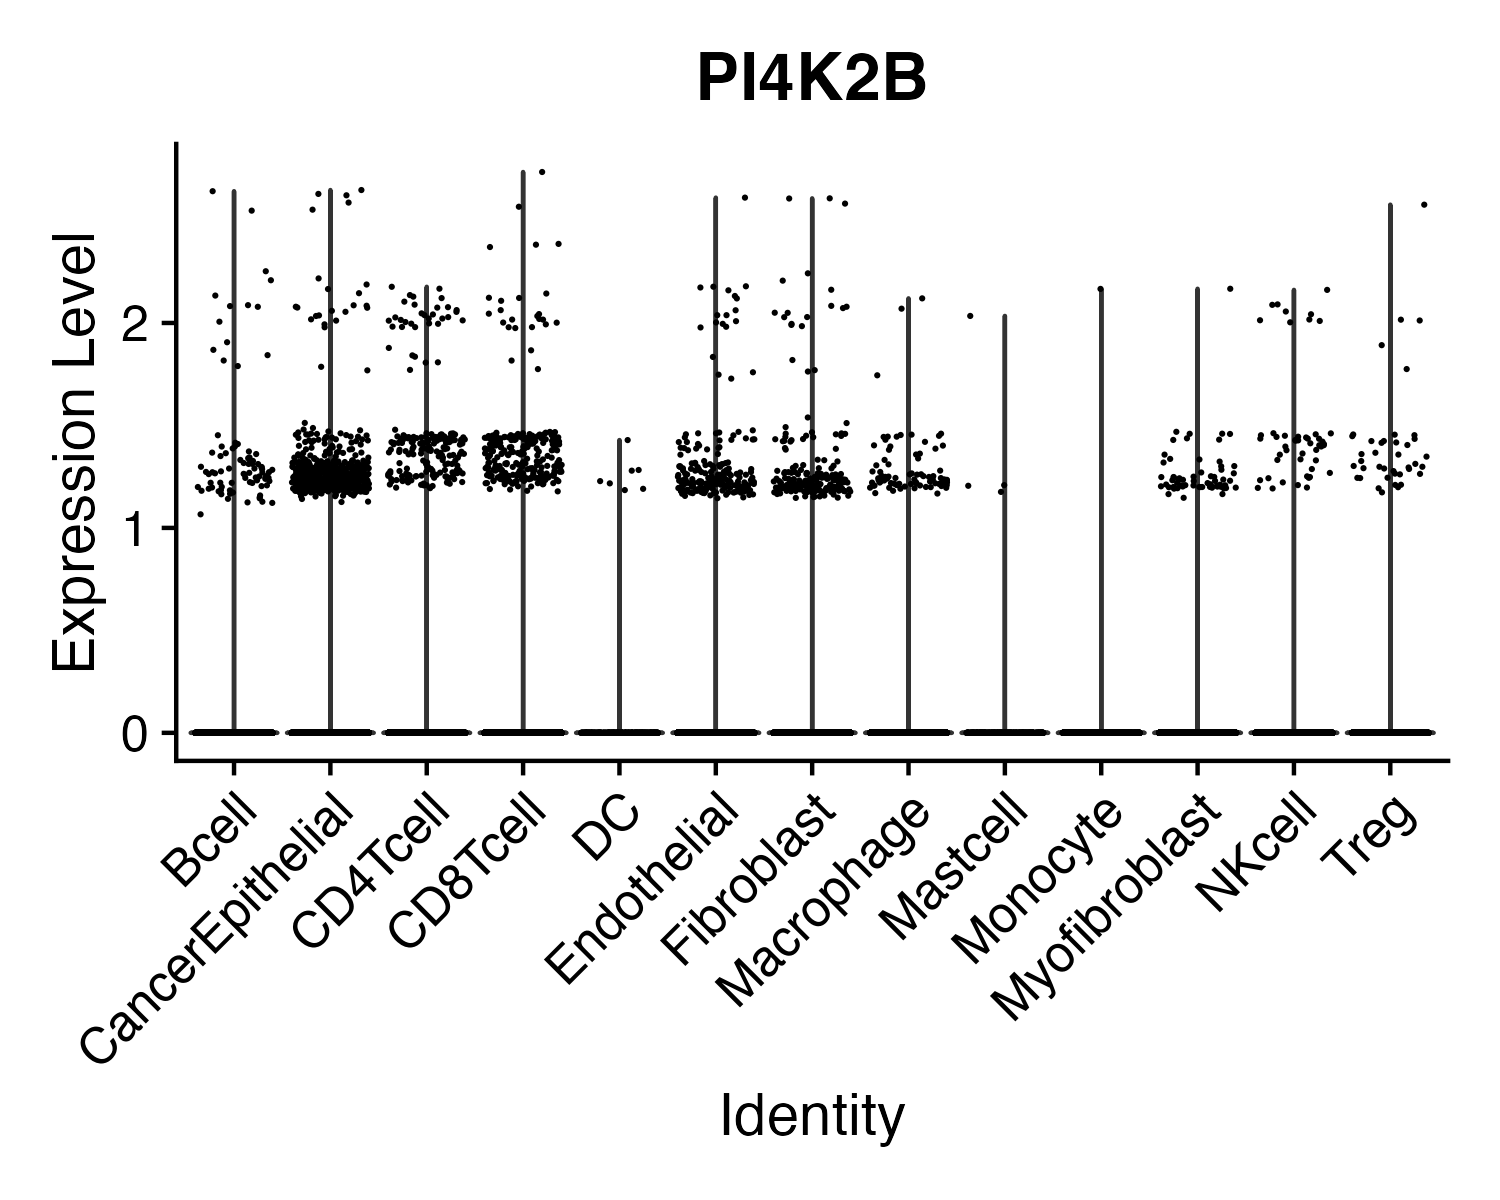 PI4K2B
Expression Level
2
1
0
Bcell
CancerEpithelial
CD4Tcell
CD8Tcell
DC
Endothelial
Fibroblast
Macrophage
Mastcell
Monocyte
Myofibroblast
NKcell
Treg
Identity